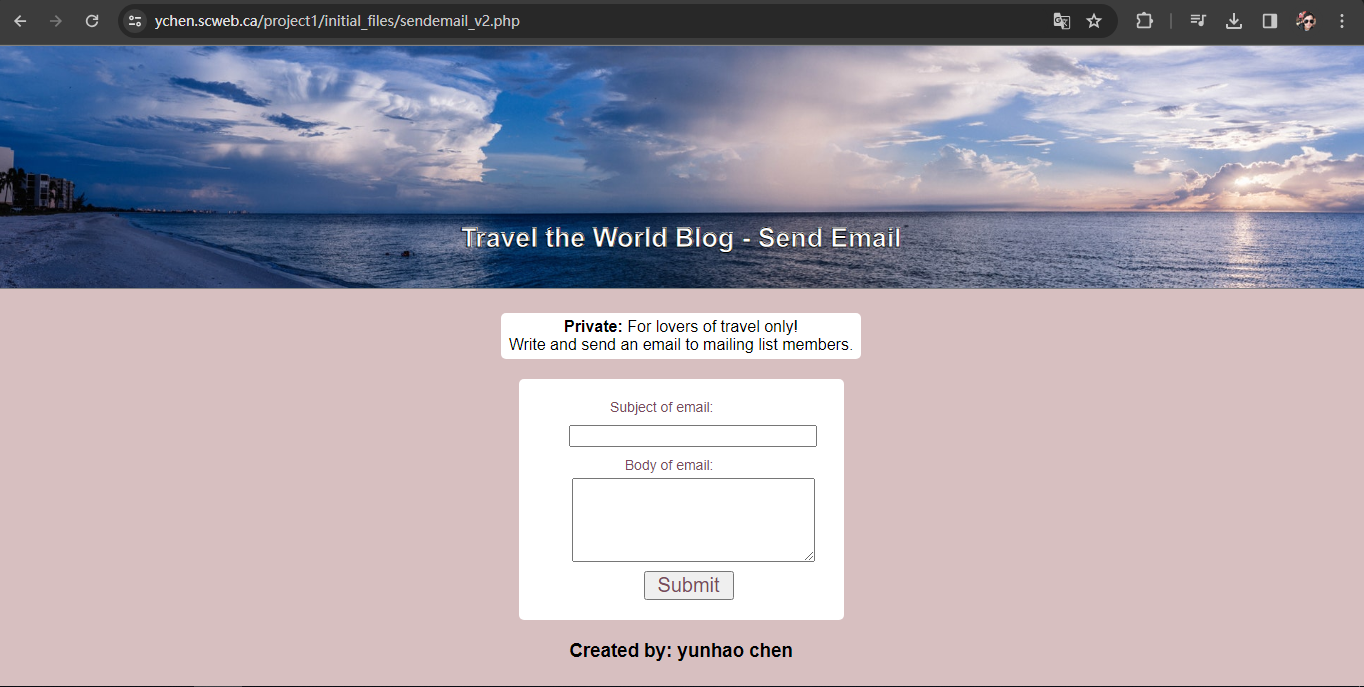 ychen.scweb.ca/project1/initial_files/sendemail_v2.php
Travel the World Blog - Send Email
Private: For lovers of travel only!
Write and send an email to mailing list members.
Subject of email:
Body of email:
Submit
Created by: yunhao chen